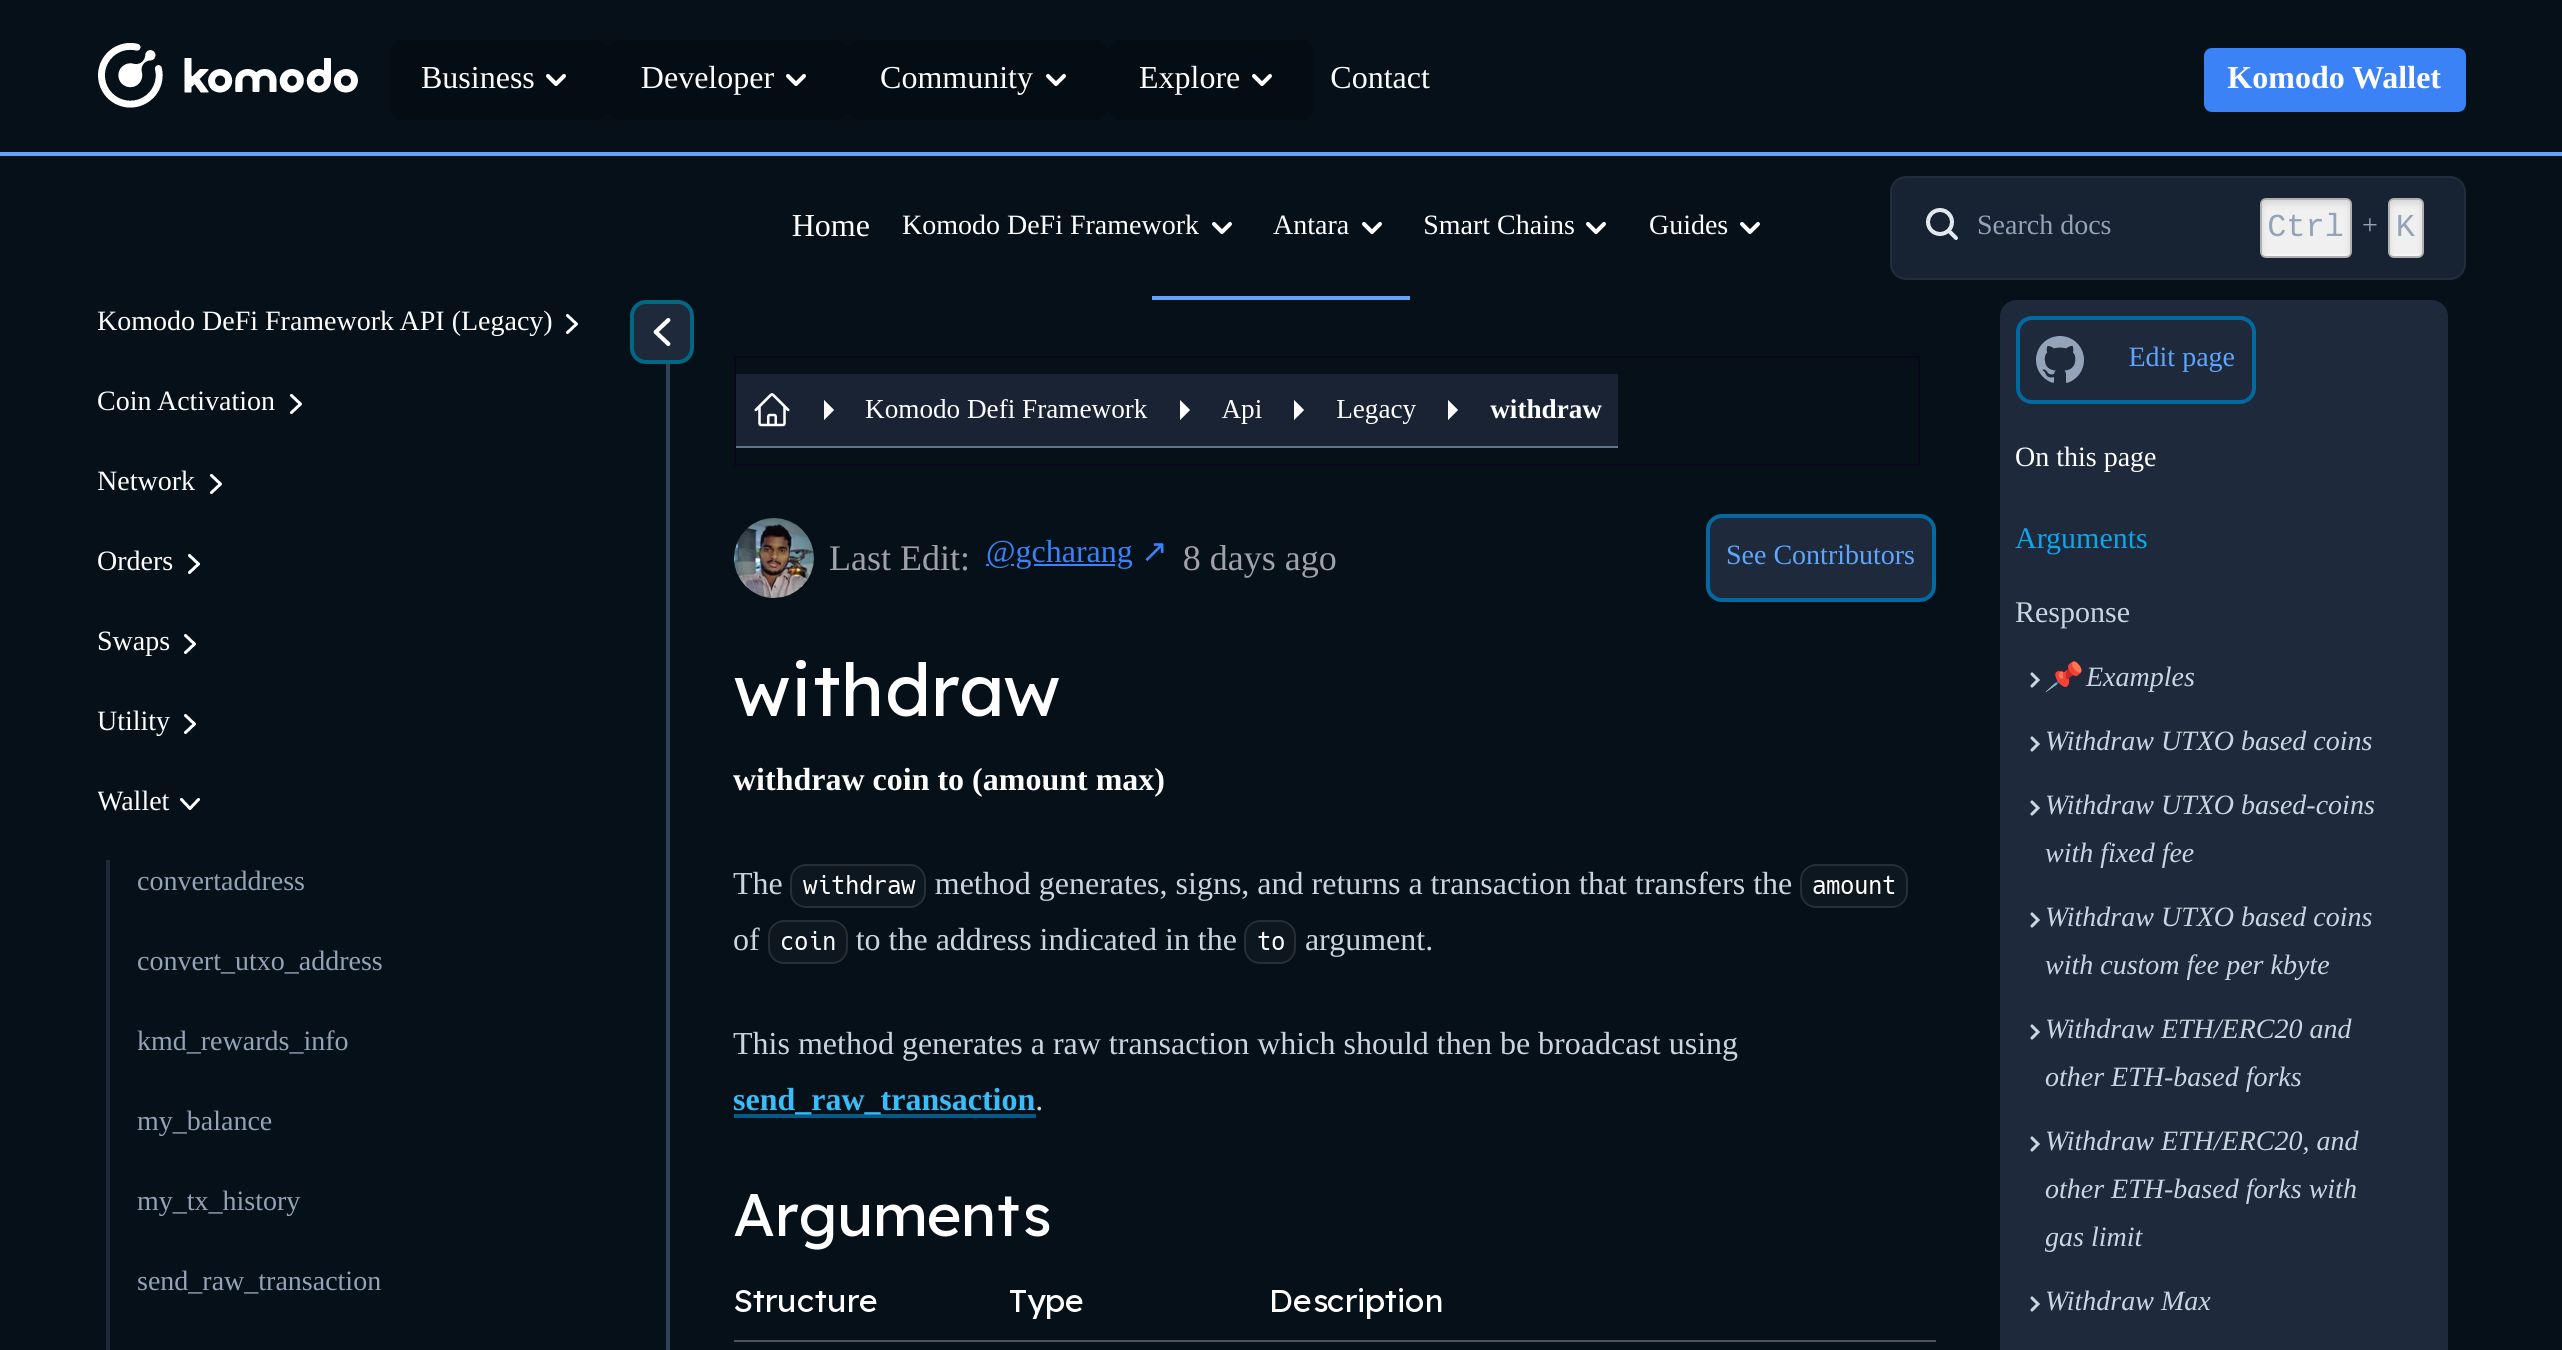 komodo
Business
Developer
Community
Explore
Contact
Komodo Wallet
Home
Komodo DeFi Framework
Antara
Smart Chains
Guides
Search docs
Ctrl + K
Komodo DeFi Framework API (Legacy)
Coin Activation
Network
Orders
Swaps
Utility
Wallet
convertaddress
convert_utxo_address
kmd_rewards_info
my_balance
my_tx_history
send_raw_transaction
Komodo Defi Framework
Api
Legacy
withdraw
Last Edit: @gcharang ↗ 8 days ago
See Contributors
withdraw
withdraw coin to (amount max)
The withdraw method generates, signs, and returns a transaction that transfers the amount
of coin to the address indicated in the to argument.
This method generates a raw transaction which should then be broadcast using
send_raw_transaction.
Arguments
Structure Type Description
Edit page
On this page
Arguments
Response
📌 Examples
Withdraw UTXO based coins
Withdraw UTXO based-coins
with fixed fee
Withdraw UTXO based coins
with custom fee per kbyte
Withdraw ETH/ERC20 and
other ETH-based forks
Withdraw ETH/ERC20, and
other ETH-based forks with
gas limit
Withdraw Max